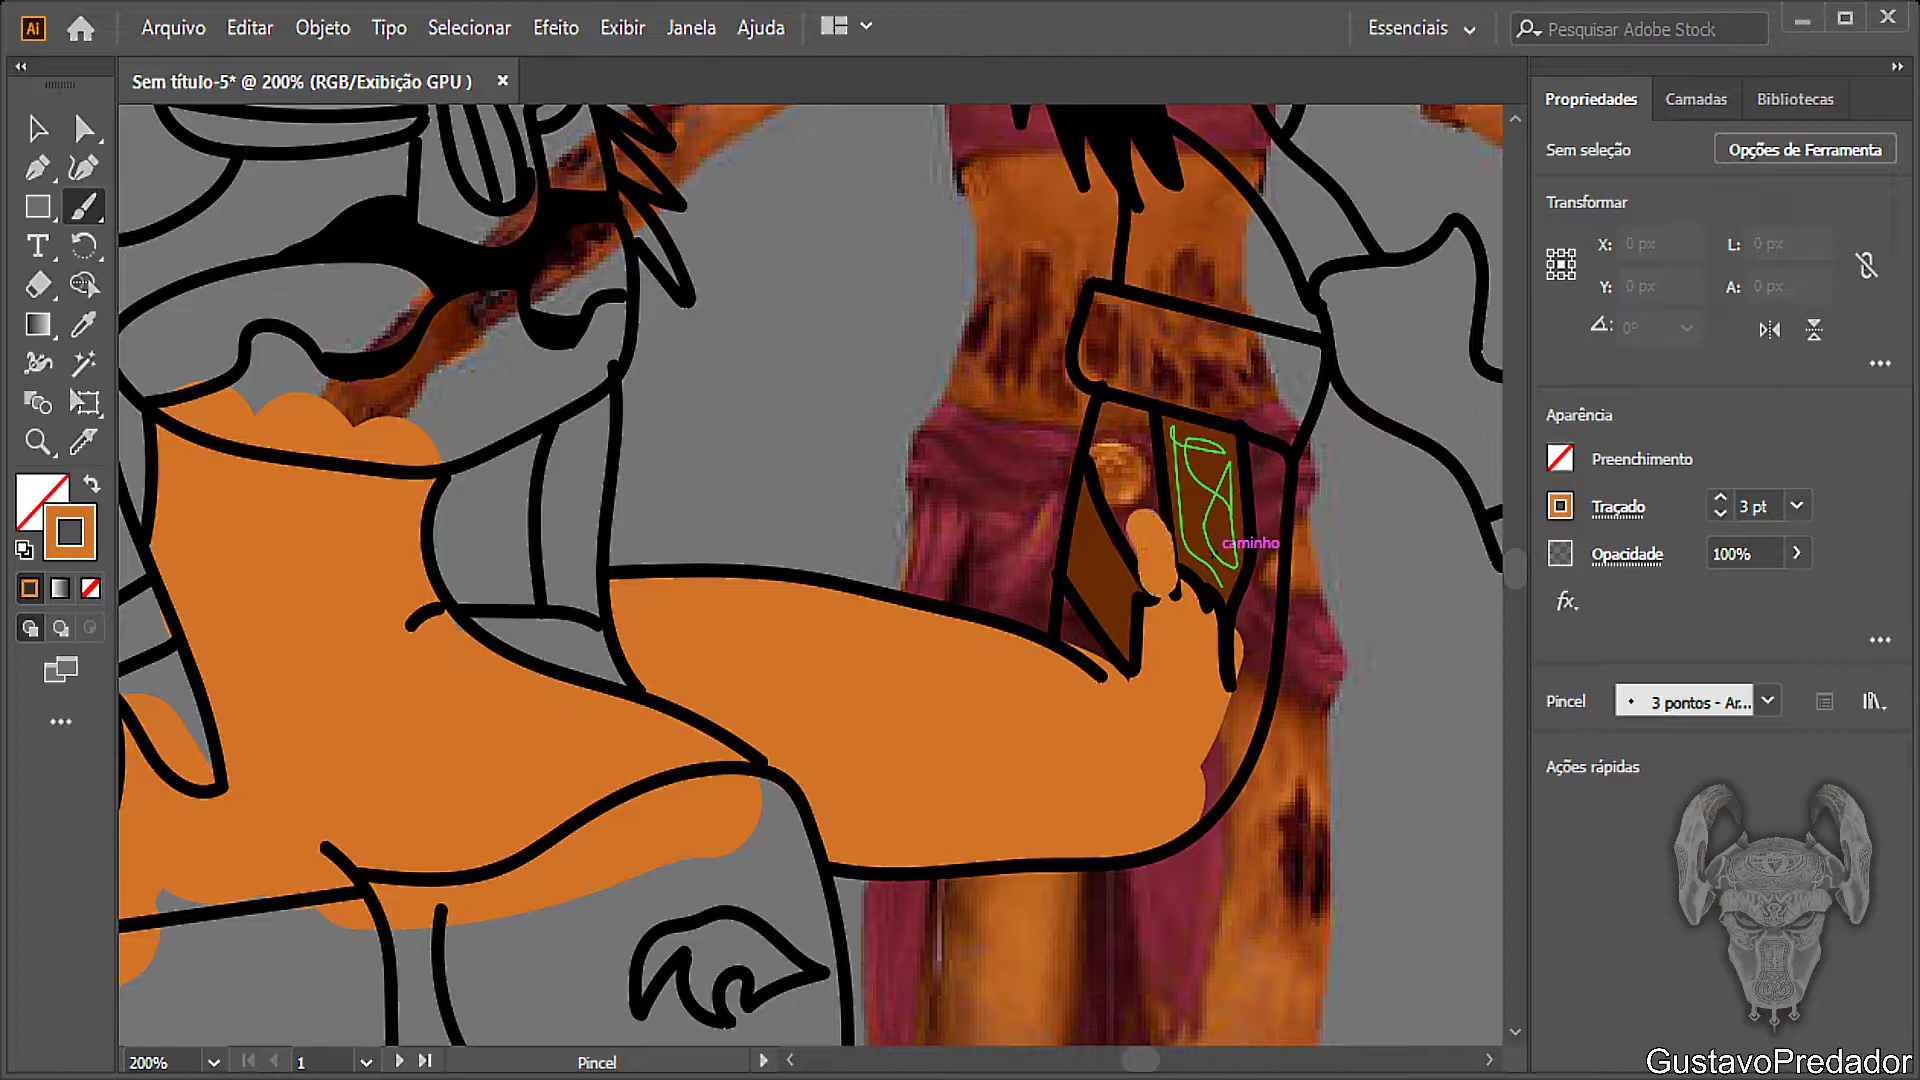 Ai Arquivo Editar Objeto Tipo Selecionar Efeito Exibir Janela Ajuda Essenciais Pesquisar Adobe Stock
Sem título-5* @ 200% (RGB/Exibição GPU )
Propriedades Camadas Bibliotecas
Sem seleção Opções de Ferramenta
Transformar
X: 0 px L: 0 px
Y: 0 px A: 0 px
0°
Aparência
Preenchimento
Traçado 3 pt
Opacidade 100%
fx.
caminho
Pincel 3 pontos - Ar...
Ações rápidas
200% 1 Pincel
GustavoPredador